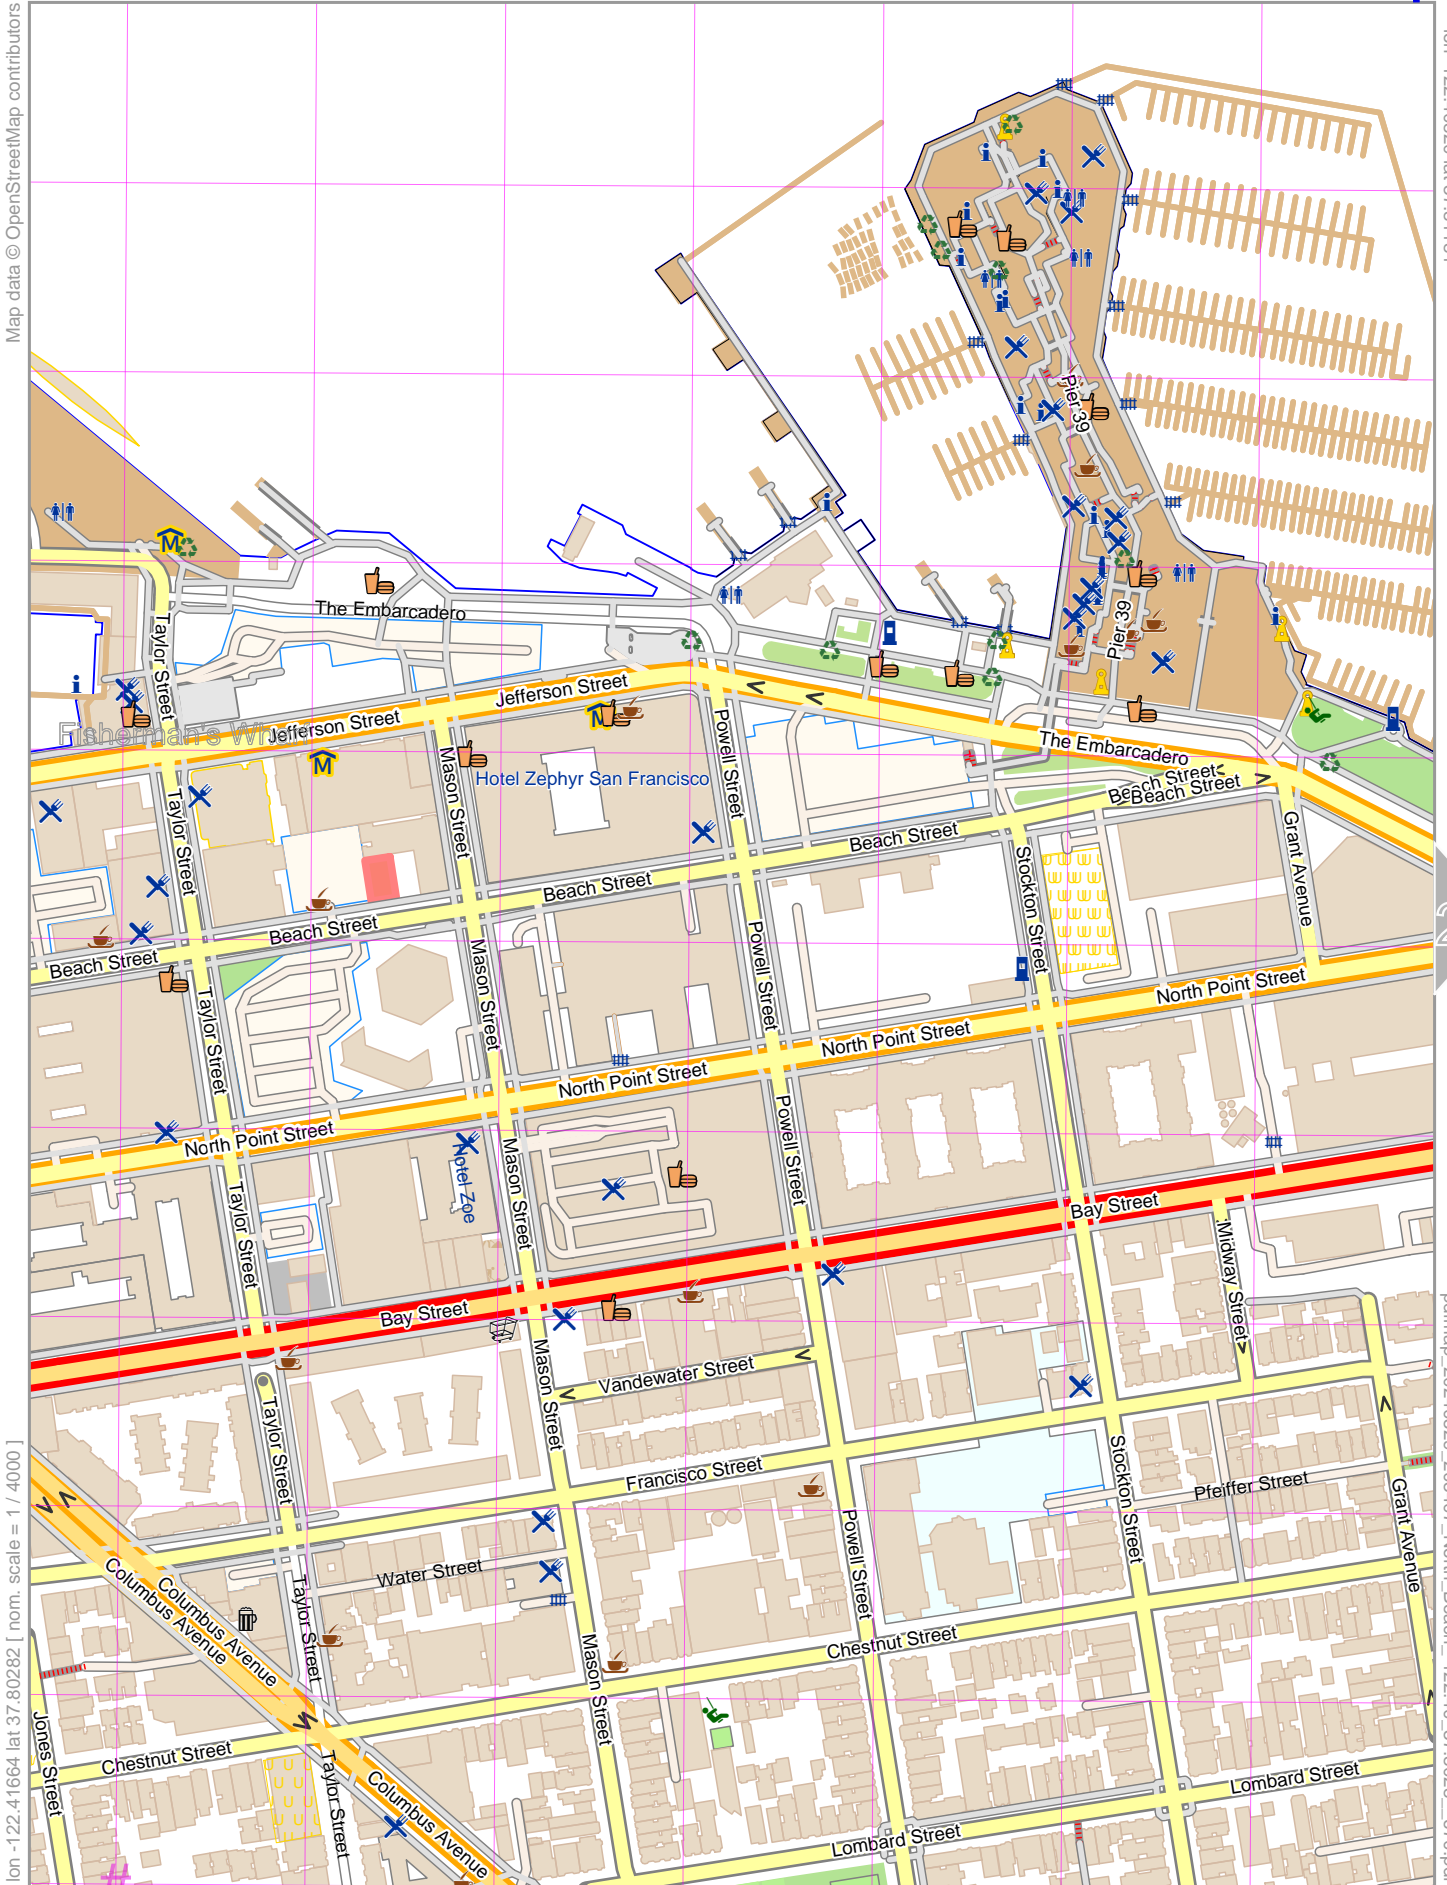 Map data © OpenStreetMap contributors
Pier 39
The Embarcadero
Taylor Street
Pier 39
Jefferson Street
Jefferson Street
Fisherman's Wharf
Powell Street
Mason Street
Hotel Zephyr San Francisco
The Embarcadero
Beach Street
Beach Street
Taylor Street
Beach Street
Grant Avenue
Stockton Street
Beach Street
Beach Street
Beach Street
Powell Street
Mason Street
Taylor Street
North Point Street
North Point Street
North Point Street
North Point Street
Powell Street
Mason Street
Hotel Zoe
Taylor Street
Bay Street
Midway Street
Bay Street
Mason Street
Vandewater Street
Taylor Street
Francisco Street
Stockton Street
Pfeiffer Street
Grant Avenue
Powell Street
Water Street
Columbus Avenue
Columbus Avenue
Taylor Street
Chestnut Street
Mason Street
Jones Street
Chestnut Street
Taylor Street
Columbus Avenue
Lombard Street
Lombard Street
lon -122.41664 lat 37.80282 [ nom. scale = 1 / 4000 ]
#